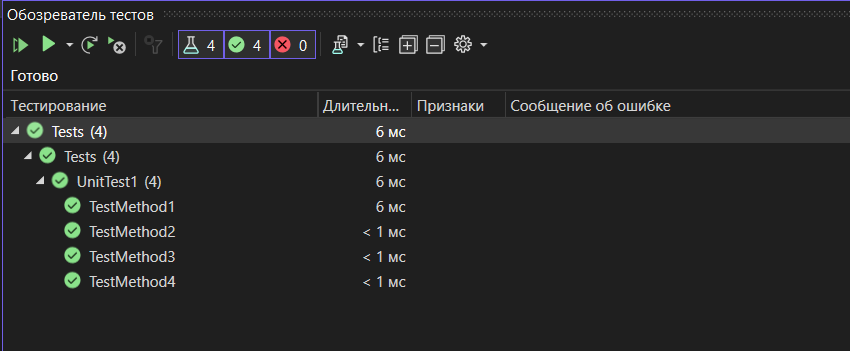 Обозреватель тестов
4 4 0
Готово
Тестирование Длительн... Признаки Сообщение об ошибке
Tests (4) 6 мс
Tests (4) 6 мс
UnitTest1 (4) 6 мс
TestMethod1 6 мс
TestMethod2 < 1 мс
TestMethod3 < 1 мс
TestMethod4 < 1 мс